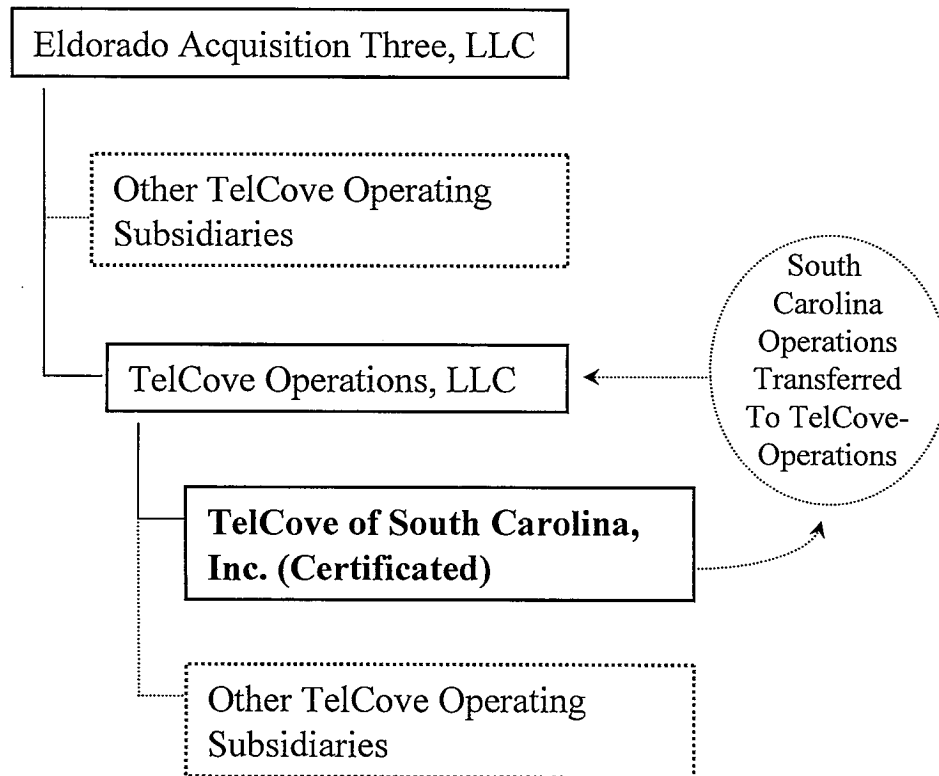 Eldorado Acquisition Three, LLC
Other TelCove Operating
Subsidiaries
TelCove Operations, LLC
South
Carolina
Operations
Transferred
To TelCove-
Operations
TelCove of South Carolina,
Inc. (Certificated)
Other TelCove Operating
Subsidiaries